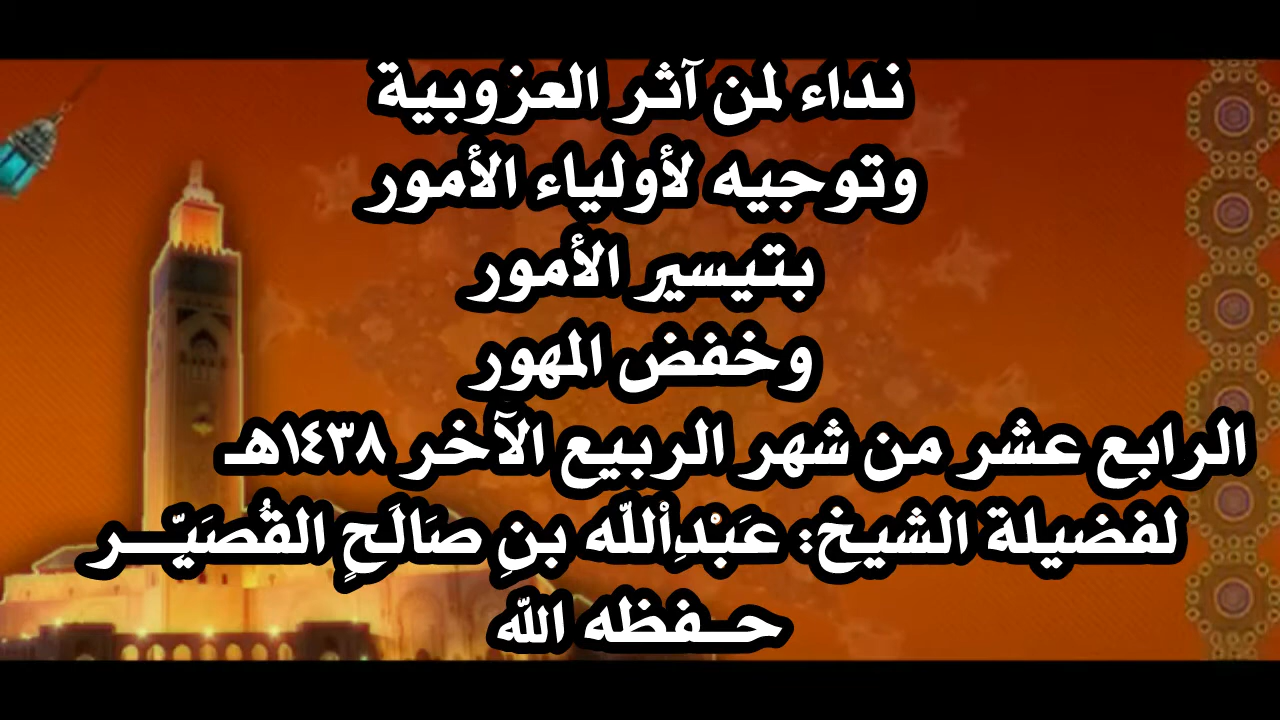 نداء لمن آثر العزوبية
وتوجيه لأولياء الأمور
بتيسير الأمور
وخفض المهور
الرابع عشر من شهر الربيع الآخر ١٤٣٨هـ
لفضيلة الشيخ: عَبْدِاْللّه بنِ صَالَحٍ القُصَيِّـــر
حــفظه الله